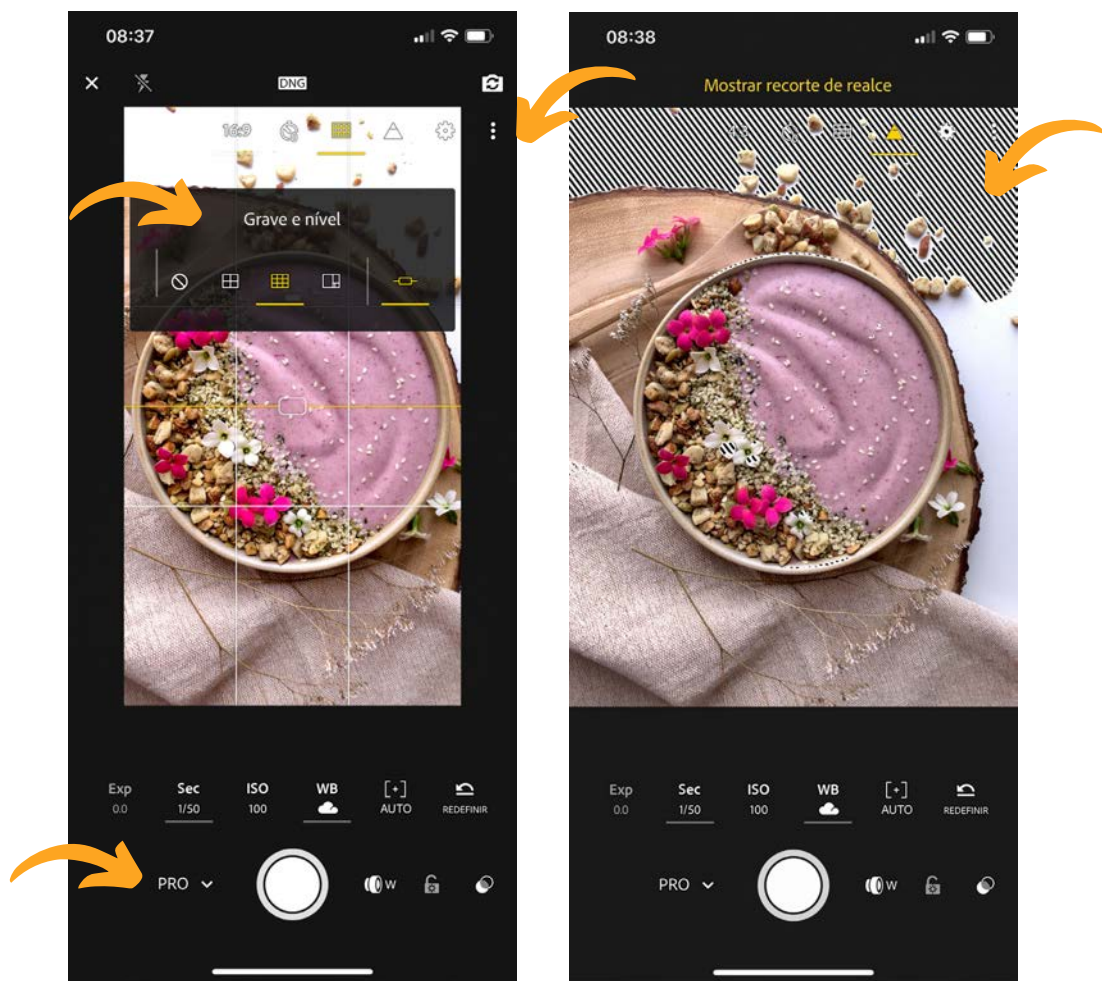 08:37
DNG
16:9
Grave e nível
Exp
0.0
Sec
1/50
ISO
100
WB
[+]
AUTO
REDEFINIR
PRO
W
08:38
Mostrar recorte de realce
Exp
0.0
Sec
1/50
ISO
100
WB
[+]
AUTO
REDEFINIR
PRO
W